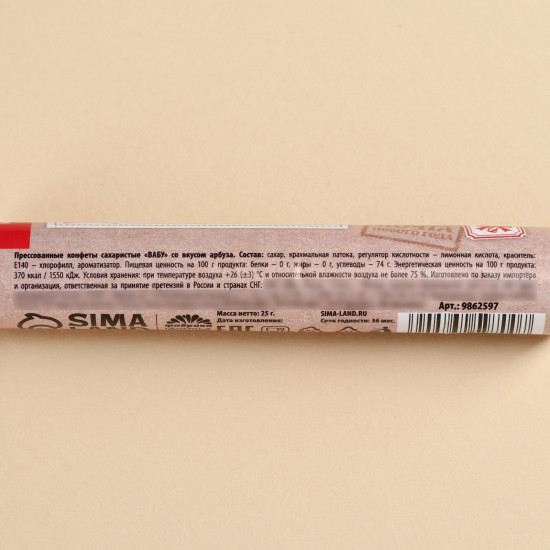 Прессованные конфеты сахаристые «ВАБУ» со вкусом арбуза. Состав: сахар, крахмальная патока, регулятор кислотности – лимонная кислота, краситель:
Е140 – хлорофилл, ароматизатор. Пищевая ценность на 100 г продукта: белки – 0 г, жиры – 0 г, углеводы – 74 г. Энергетическая ценность на 100 г продукта:
370 ккал / 1550 кДж. Условия хранения: при температуре воздуха +26 (±3) °С и относительной влажности воздуха не более 75 %. Изготовлено по заказу импортёра
и организация, ответственная за принятие претензий в России и странах СНГ:
Арт.: 9862597
SIMA
LAND
фабрика
Масса нетто: 25 г.
Дата изготовления:
SIMA-LAND.RU
Срок годности: 36 мес.